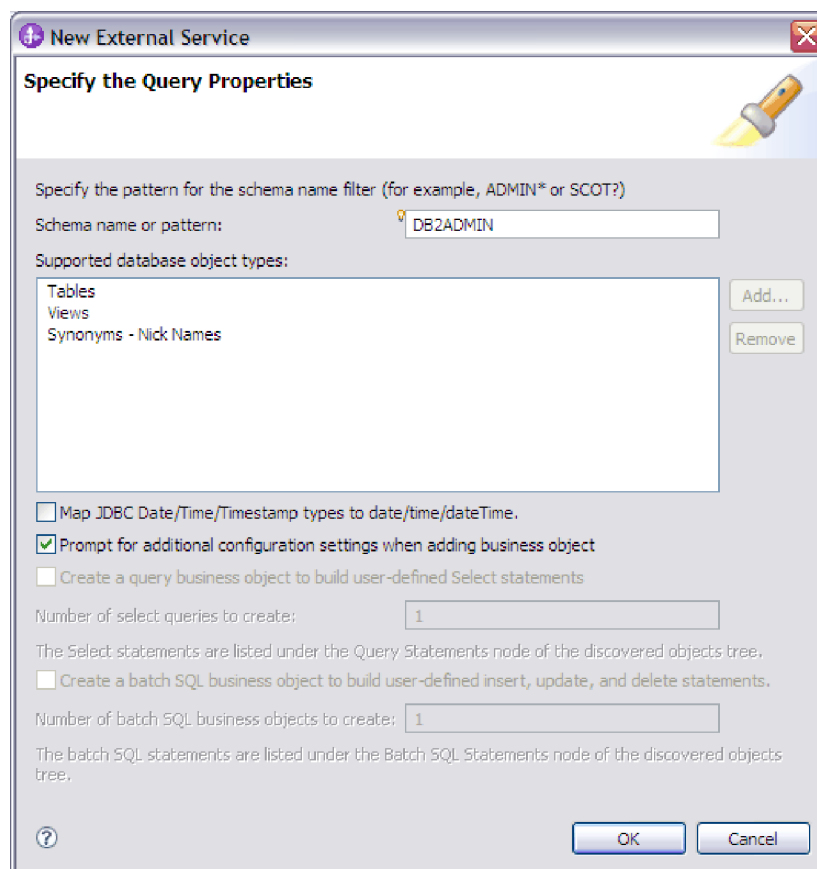 New External Service
Specify the Query Properties
Specify the pattern for the schema name filter (for example, ADMIN* or SCOT?)
Schema name or pattern:
DB2ADMIN
Supported database object types:
Tables
Views
Synonyms - Nick Names
Add...
Remove
Map JDBC Date/Time/Timestamp types to date/time/dateTime.
Prompt for additional configuration settings when adding business object
Create a query business object to build user-defined Select statements
Number of select queries to create:
1
The Select statements are listed under the Query Statements node of the discovered objects tree.
Create a batch SQL business object to build user-defined insert, update, and delete statements.
Number of batch SQL business objects to create:
1
The batch SQL statements are listed under the Batch SQL Statements node of the discovered objects
tree.
?
OK
Cancel